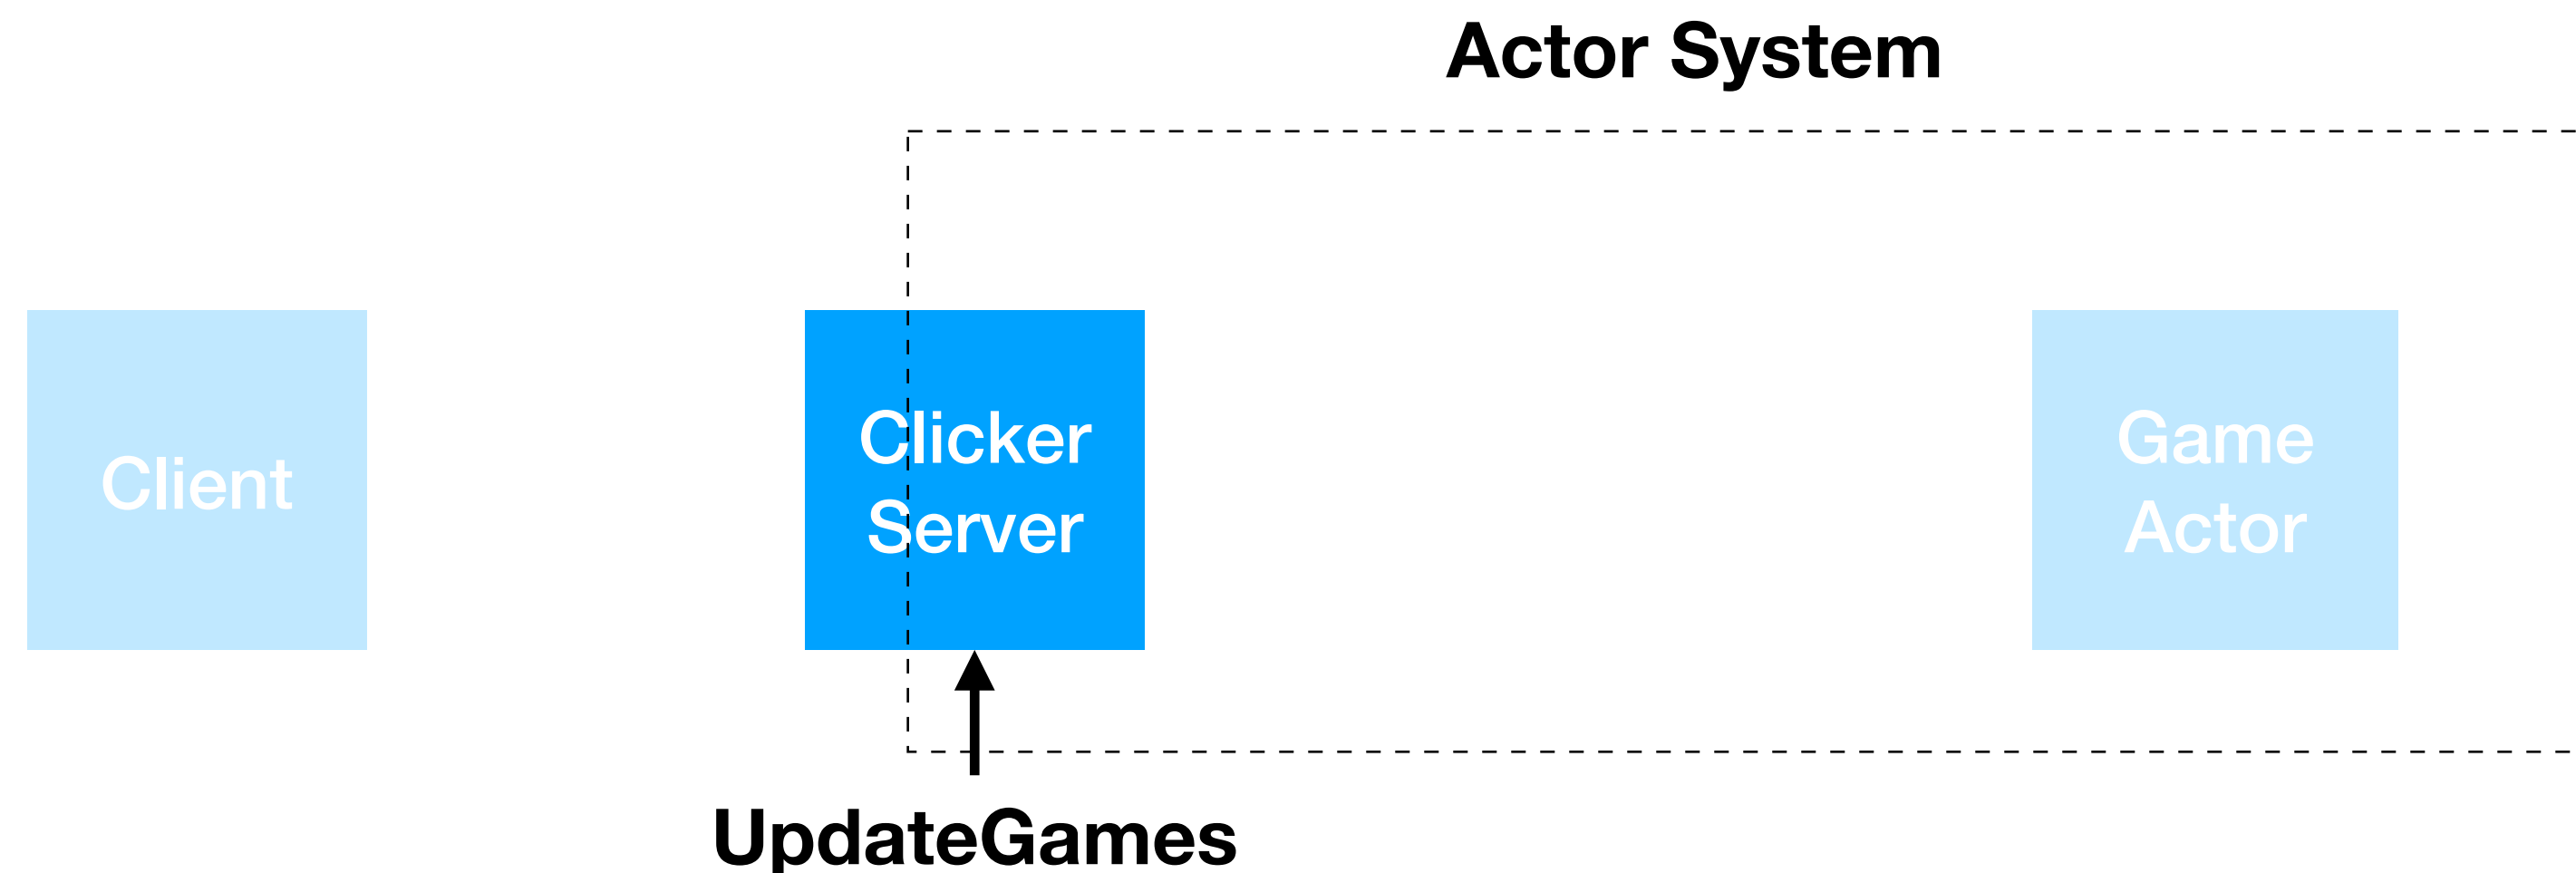 Actor System
Client
Clicker
Server
Game
Actor
UpdateGames